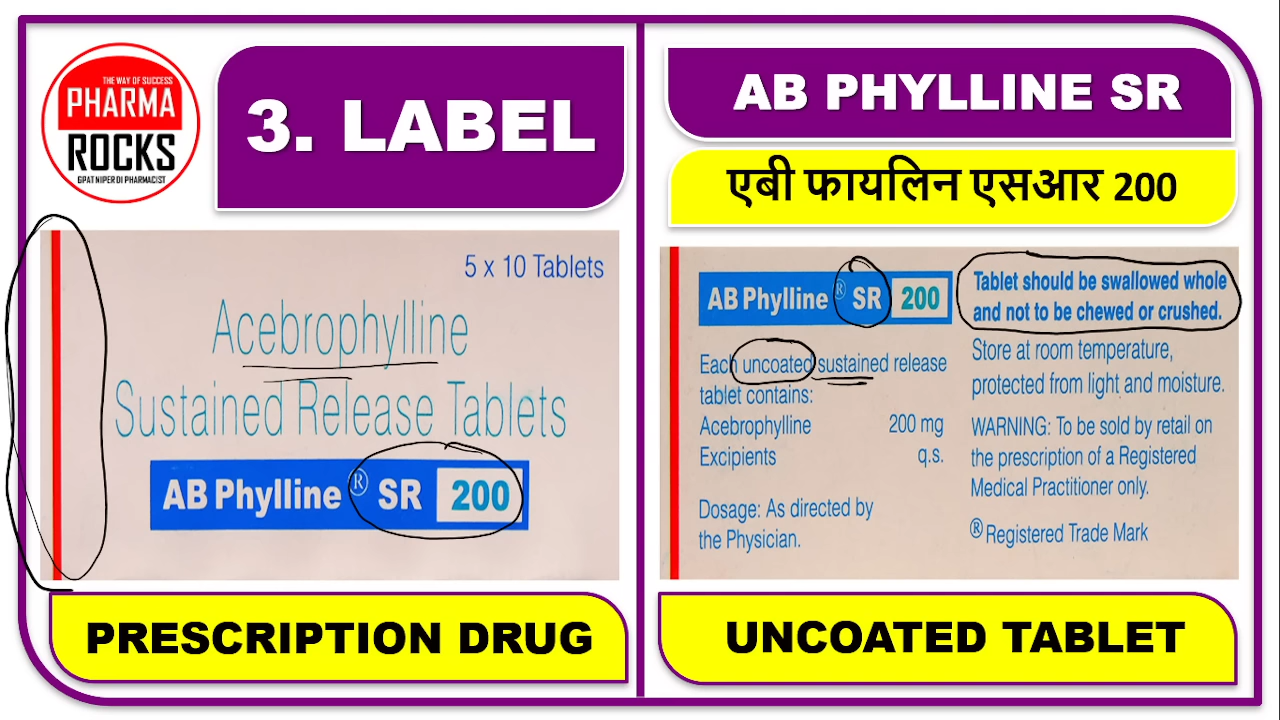 THE WAY OF SUCCESS
PHARMA
ROCKS
GPAT NIPER DI PHARMACIST
3. LABEL
5 x 10 Tablets
Acebrophylline
Sustained Release Tablets
AB Phylline ® SR 200
PRESCRIPTION DRUG
AB PHYLLINE SR
एबी फायलिन एसआर 200
AB Phylline ® SR 200
Each uncoated sustained release
tablet contains:
Acebrophylline 200 mg
Excipients q.s.
Dosage: As directed by
the Physician.
Tablet should be swallowed whole
and not to be chewed or crushed.
Store at room temperature,
protected from light and moisture.
WARNING: To be sold by retail on
the prescription of a Registered
Medical Practitioner only.
® Registered Trade Mark
UNCOATED TABLET